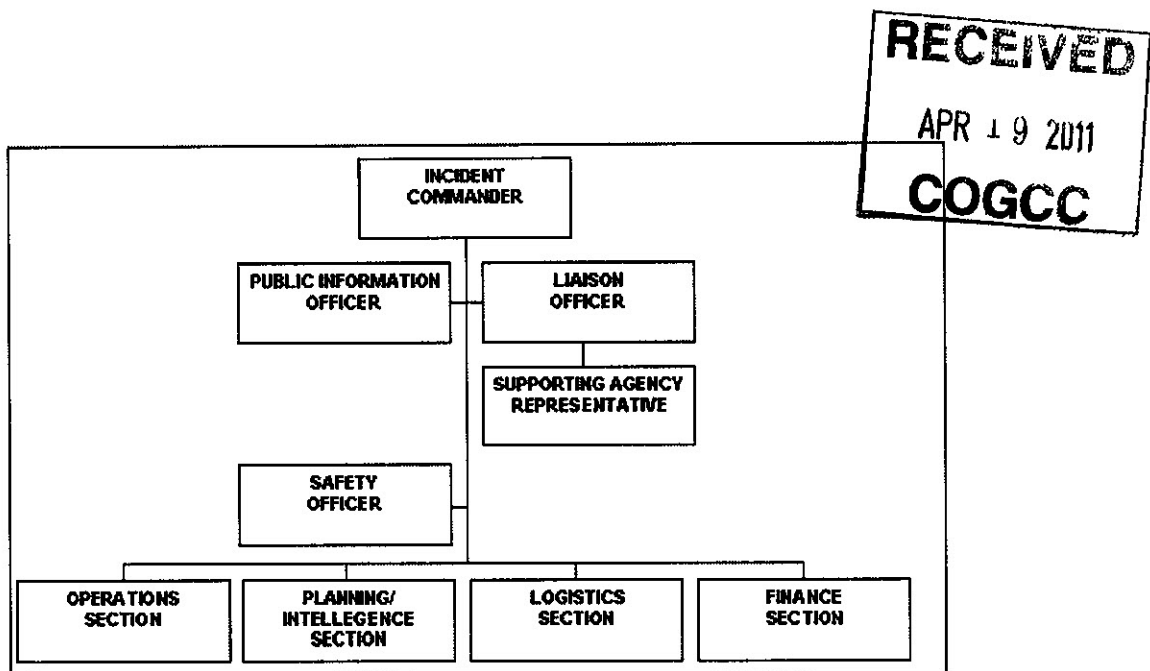 RECEIVED
APR 19 2011
COGCC
INCIDENT
COMMANDER
PUBLIC INFORMATION
OFFICER
LIAISON
OFFICER
SUPPORTING AGENCY
REPRESENTATIVE
SAFETY
OFFICER
OPERATIONS
SECTION
PLANNING/
INTELLEGENCE
SECTION
LOGISTICS
SECTION
FINANCE
SECTION